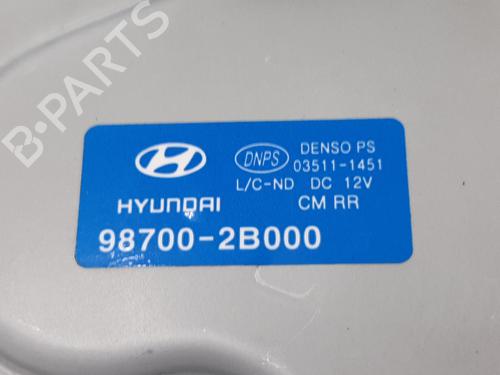 B-PARTS
DNPS
DENSO PS
03511-1451
L/C-ND DC 12V
HYUNDAI
CM RR
98700-2B000